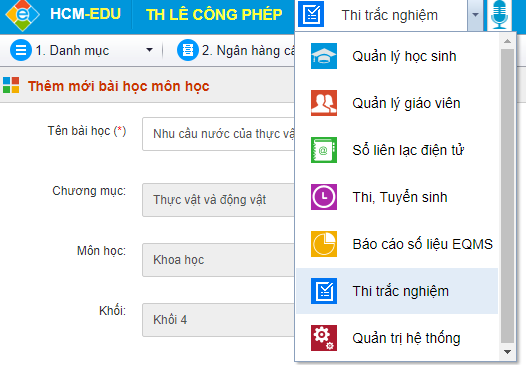 HCM-EDU TH LÊ CÔNG PHÉP Thi trắc nghiệm
1. Danh mục 2. Ngân hàng
Thêm mới bài học môn học
Tên bài học (*) Nhu cầu nước của thực
Chương mục: Thực vật và động vật
Môn học: Khoa học
Khối: Khối 4
Quản lý học sinh
Quản lý giáo viên
Sổ liên lạc điện tử
Thi, Tuyển sinh
Báo cáo số liệu EQMS
Thi trắc nghiệm
Quản trị hệ thống